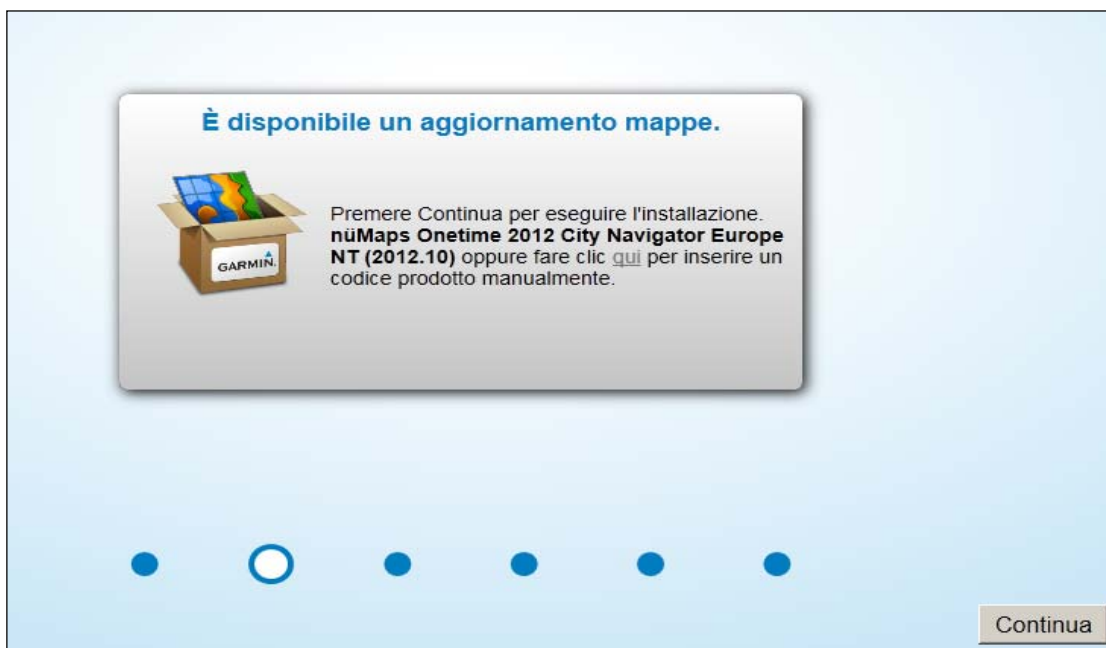 È disponibile un aggiornamento mappe.
Premere Continua per eseguire l'installazione.
nüMaps Onetime 2012 City Navigator Europe
NT (2012.10) oppure fare clic qui per inserire un
codice prodotto manualmente.
GARMIN.
Continua